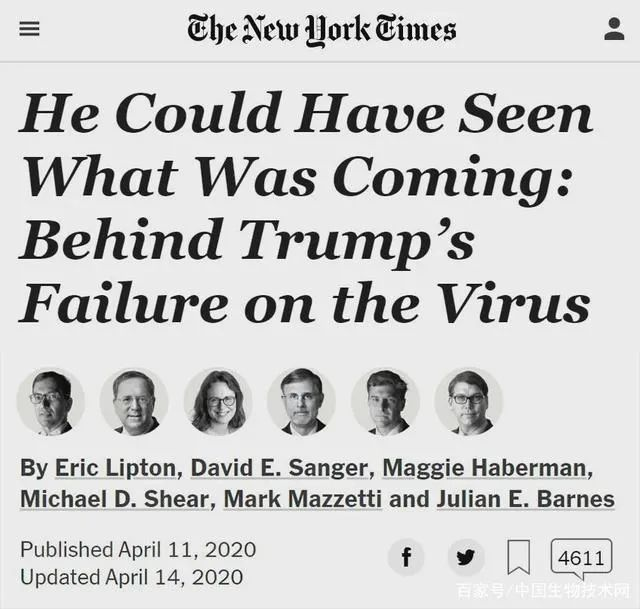 The New York Times
He Could Have Seen
What Was Coming:
Behind Trump’s
Failure on the Virus
By Eric Lipton, David E. Sanger, Maggie Haberman,
Michael D. Shear, Mark Mazzetti and Julian E. Barnes
Published April 11, 2020
Updated April 14, 2020
4611
百家号/中国生物技术网